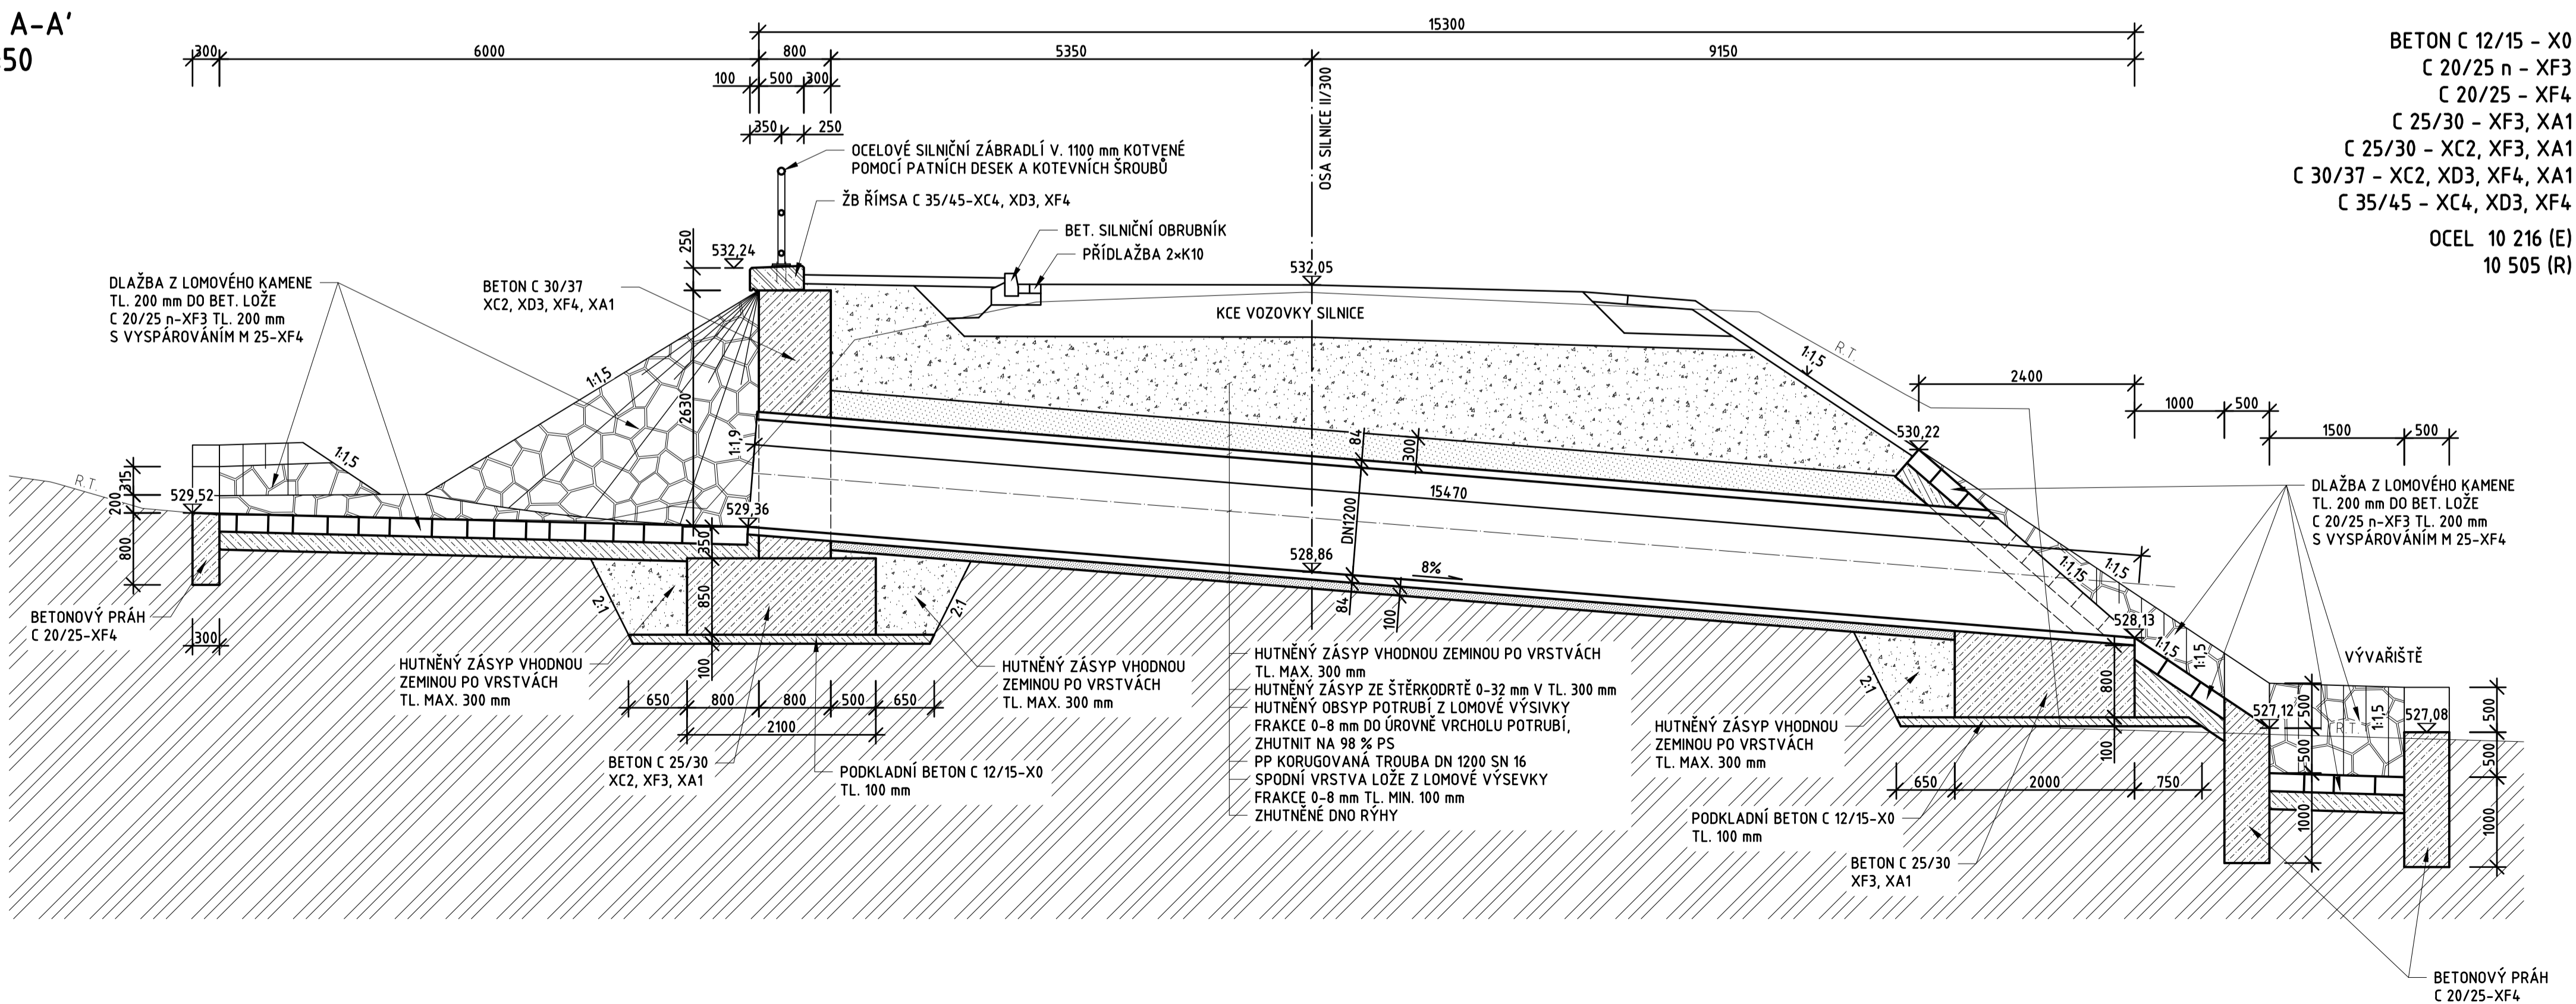 A-A'
50
15300
300
6000
800
5350
9150
100
500
300
350
250
OSA SILNICE II/300
BETON C 12/15 - X0
C 20/25 n - XF3
C 20/25 - XF4
C 25/30 - XF3, XA1
C 25/30 - XC2, XF3, XA1
C 30/37 - XC2, XD3, XF4, XA1
C 35/45 - XC4, XD3, XF4
OCEL 10 216 (E)
10 505 (R)
OCELOVÉ SILNIČNÍ ZÁBRADLÍ V. 1100 mm KOTVENÉ
POMOCÍ PATNÍCH DESEK A KOTEVNÍCH ŠROUBŮ
ŽB ŘÍMSA C 35/45-XC4, XD3, XF4
BET. SILNIČNÍ OBRUBNÍK
PŘÍDLAŽBA 2×K10
250
532,24
532,05
DLAŽBA Z LOMOVÉHO KAMENE
TL. 200 mm DO BET. LOŽE
C 20/25 n-XF3 TL. 200 mm
S VYSPÁROVÁNÍM M 25-XF4
BETON C 30/37
XC2, XD3, XF4, XA1
KCE VOZOVKY SILNICE
1:1,5
R.T.
1:1,5
2630
2400
1000
500
1500
500
530,22
1:1,9
84
300
15470
DN1200
1:1,5
R.T.
315
200
800
529,52
529,36
350
528,86
8%
84
100
DLAŽBA Z LOMOVÉHO KAMENE
TL. 200 mm DO BET. LOŽE
C 20/25 n-XF3 TL. 200 mm
S VYSPÁROVÁNÍM M 25-XF4
1:1,15
1:1,5
528,13
1:1,5
1:1,5
VÝVAŘIŠTĚ
BETONOVÝ PRÁH
C 20/25-XF4
300
2:1
850
2:1
100
HUTNĚNÝ ZÁSYP VHODNOU
ZEMINOU PO VRSTVÁCH
TL. MAX. 300 mm
HUTNĚNÝ ZÁSYP VHODNOU
ZEMINOU PO VRSTVÁCH
TL. MAX. 300 mm
650
800
800
500
650
2100
BETON C 25/30
XC2, XF3, XA1
PODKLADNÍ BETON C 12/15-X0
TL. 100 mm
HUTNĚNÝ ZÁSYP VHODNOU ZEMINOU PO VRSTVÁCH
TL. MAX. 300 mm
HUTNĚNÝ ZÁSYP ZE ŠTĚRKODRTĚ 0-32 mm V TL. 300 mm
HUTNĚNÝ OBSYP POTRUBÍ Z LOMOVÉ VÝSIVKY
FRAKCE 0-8 mm DO ÚROVNĚ VRCHOLU POTRUBÍ,
ZHUTNIT NA 98 % PS
PP KORUGOVANÁ TROUBA DN 1200 SN 16
SPODNÍ VRSTVA LOŽE Z LOMOVÉ VÝSEVKY
FRAKCE 0-8 mm TL. MIN. 100 mm
ZHUTNĚNÉ DNO RÝHY
2:1
800
100
HUTNĚNÝ ZÁSYP VHODNOU
ZEMINOU PO VRSTVÁCH
TL. MAX. 300 mm
650
2000
750
PODKLADNÍ BETON C 12/15-X0
TL. 100 mm
BETON C 25/30
XF3, XA1
527,12
500
500
1000
R.T.
1:1,5
527,08
500
500
1000
BETONOVÝ PRÁH
C 20/25-XF4